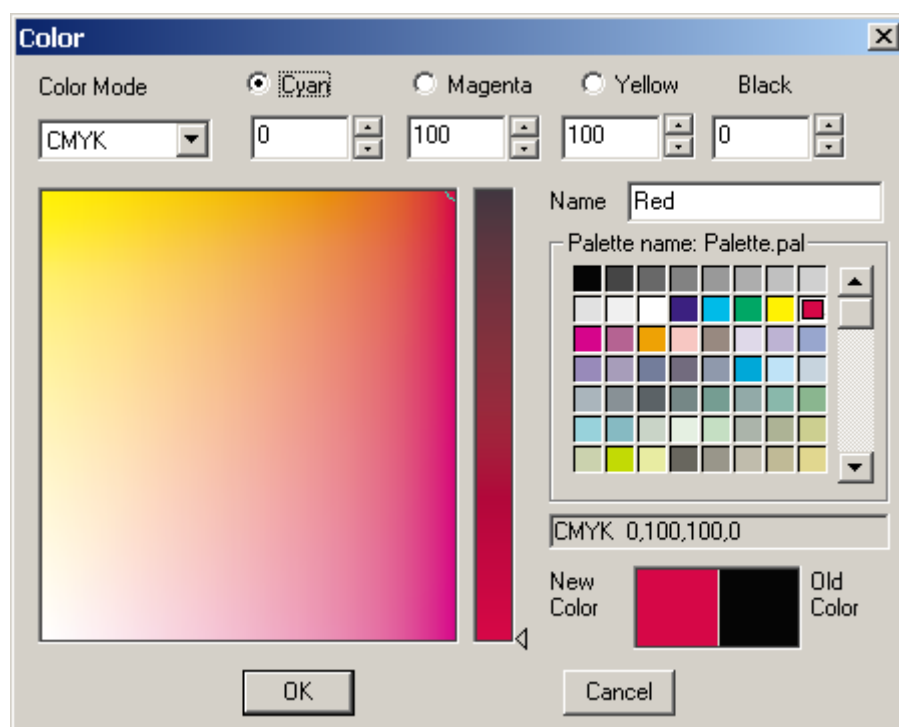 Color
Color Mode Cyan Magenta Yellow Black
CMYK 0 100 100 0
Name Red
Palette name: Palette.pal
CMYK 0,100,100,0
New Color
Old Color
OK Cancel